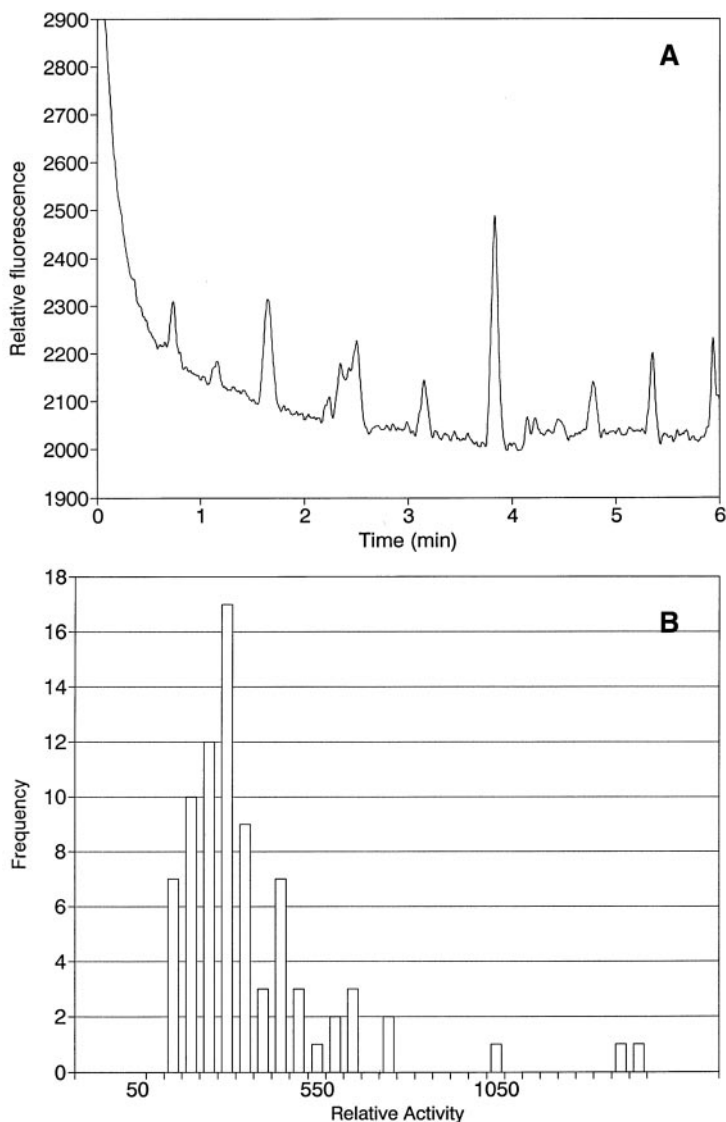 A
2900
2800
2700
2600
2500
2400
2300
2200
2100
2000
1900
Relative fluorescence
0 1 2 3 4 5 6
Time (min)
B
18
16
14
12
10
8
6
4
2
0
Frequency
50 550 1050
Relative Activity